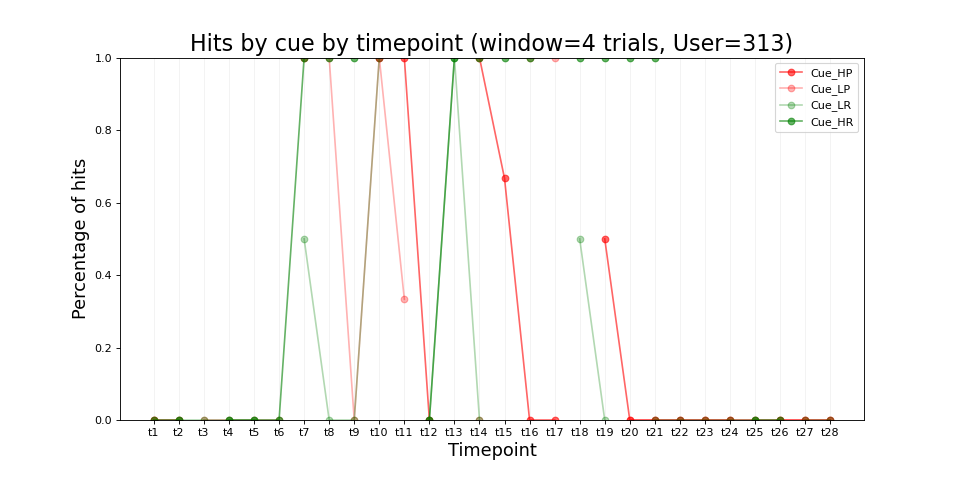 Hits by cue by timepoint (window=4 trials, User=313)
Percentage of hits
1.0
0.8
0.6
0.4
0.2
0.0
Cue_HP
Cue_LP
Cue_LR
Cue_HR
t1 t2 t3 t4 t5 t6 t7 t8 t9 t10 t11 t12 t13 t14 t15 t16 t17 t18 t19 t20 t21 t22 t23 t24 t25 t26 t27 t28
Timepoint